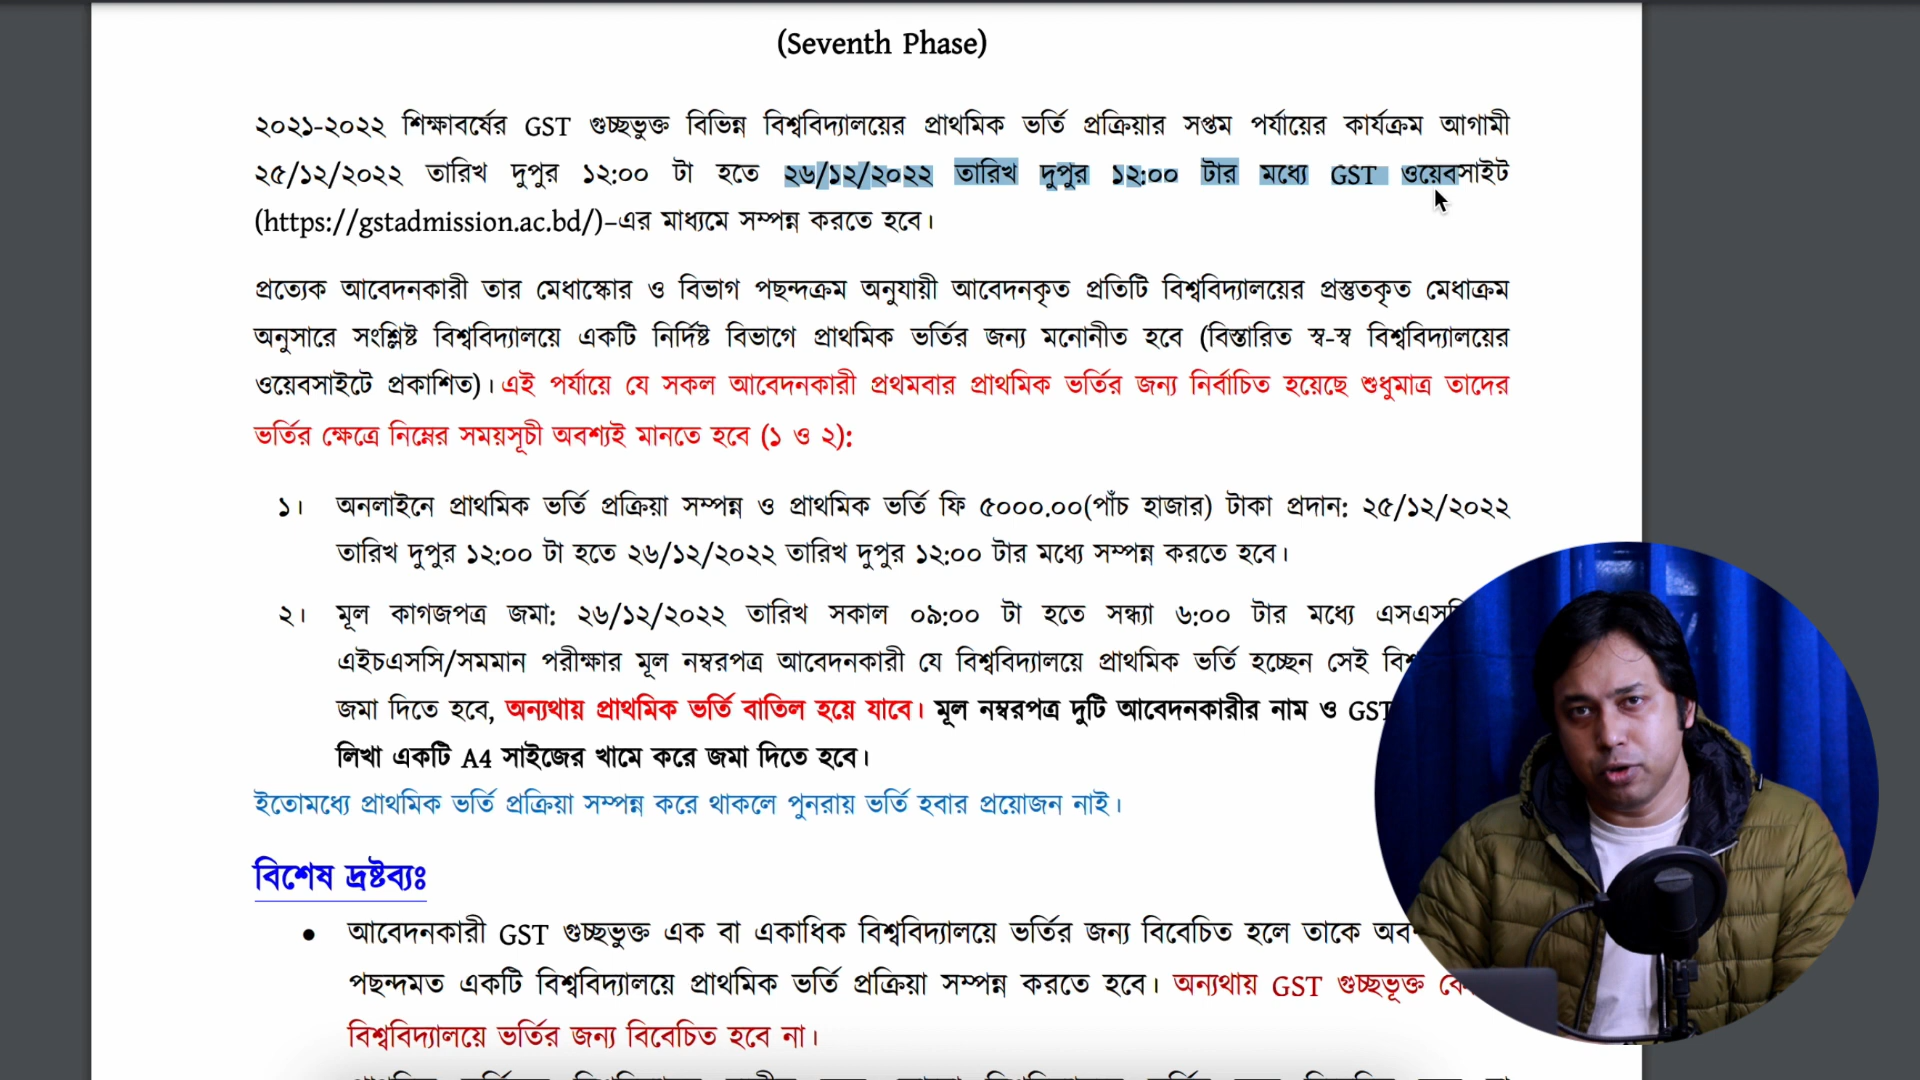 (Seventh Phase)
২০২১-২০২২ শিক্ষাবর্ষের GST গুচ্ছভুক্ত বিভিন্ন বিশ্ববিদ্যালয়ের প্রাথমিক ভর্তি প্রক্রিয়ার সপ্তম পর্যায়ের কার্যক্রম আগামী
২৫/১২/২০২২ তারিখ দুপুর ১২:০০ টা হতে ২৬/১২/২০২২ তারিখ দুপুর ১২:০০ টার মধ্যে GST ওয়েবসাইট
(https://gstadmission.ac.bd/)–এর মাধ্যমে সম্পন্ন করতে হবে।
প্রত্যেক আবেদনকারী তার মেধাস্কোর ও বিভাগ পছন্দক্রম অনুযায়ী আবেদনকৃত প্রতিটি বিশ্ববিদ্যালয়ের প্রস্তুতকৃত মেধাক্রম
অনুসারে সংশ্লিষ্ট বিশ্ববিদ্যালয়ে একটি নির্দিষ্ট বিভাগে প্রাথমিক ভর্তির জন্য মনোনীত হবে (বিস্তারিত স্ব-স্ব বিশ্ববিদ্যালয়ের
ওয়েবসাইটে প্রকাশিত)। এই পর্যায়ে যে সকল আবেদনকারী প্রথমবার প্রাথমিক ভর্তির জন্য নির্বাচিত হয়েছে শুধুমাত্র তাদের
ভর্তির ক্ষেত্রে নিম্নের সময়সূচী অবশ্যই মানতে হবে (১ ও ২):
১। অনলাইনে প্রাথমিক ভর্তি প্রক্রিয়া সম্পন্ন ও প্রাথমিক ভর্তি ফি ৫০০০.০০(পাঁচ হাজার) টাকা প্রদান: ২৫/১২/২০২২
তারিখ দুপুর ১২:০০ টা হতে ২৬/১২/২০২২ তারিখ দুপুর ১২:০০ টার মধ্যে সম্পন্ন করতে হবে।
২। মূল কাগজপত্র জমা: ২৬/১২/২০২২ তারিখ সকাল ০৯:০০ টা হতে সন্ধ্যা ৬:০০ টার মধ্যে
এইচএসসি/সমমান পরীক্ষার মূল নম্বরপত্র আবেদনকারী যে বিশ্ববিদ্যালয়ে প্রাথমিক ভর্তি হচ্ছেন সেই
জমা দিতে হবে, অন্যথায় প্রাথমিক ভর্তি বাতিল হয়ে যাবে। মূল নম্বরপত্র দুটি আবেদনকারীর নাম ও GST
লিখা একটি A4 সাইজের খামে করে জমা দিতে হবে।
ইতোমধ্যে প্রাথমিক ভর্তি প্রক্রিয়া সম্পন্ন করে থাকলে পুনরায় ভর্তি হবার প্রয়োজন নাই।
বিশেষ দ্রষ্টব্যঃ
● আবেদনকারী GST গুচ্ছভুক্ত এক বা একাধিক বিশ্ববিদ্যালয়ে ভর্তির জন্য বিবেচিত হলে তাকে
পছন্দমত একটি বিশ্ববিদ্যালয়ে প্রাথমিক ভর্তি প্রক্রিয়া সম্পন্ন করতে হবে। অন্যথায় GST গুচ্ছভূক্ত
বিশ্ববিদ্যালয়ে ভর্তির জন্য বিবেচিত হবে না।